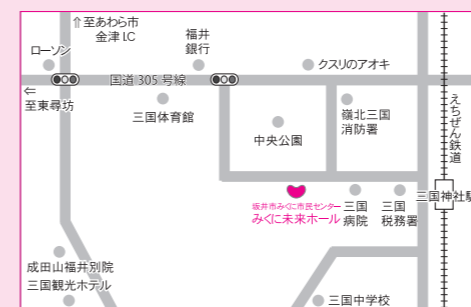 ⇧至あわら市
金津I.C
福井
銀行
ローソン
クスリのアオキ
国道 305 号線
⇐
至東尋坊
三国体育館
嶺北三国
消防署
中央公園
えちぜん鉄道
三国神社駅
坂井市みくに市民センター
みくに未来ホール
三国
病院
三国
税務署
成田山福井別院
三国観光ホテル
三国中学校